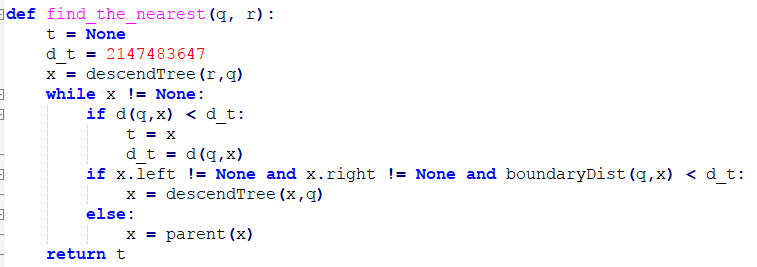 def find_the_nearest(q, r):
    t = None
    d_t = 2147483647
    x = descendTree(r,q)
    while x != None:
        if d(q,x) < d_t:
            t = x
            d_t = d(q,x)
        if x.left != None and x.right != None and boundaryDist(q,x) < d_t:
            x = descendTree(x,q)
        else:
            x = parent(x)
    return t